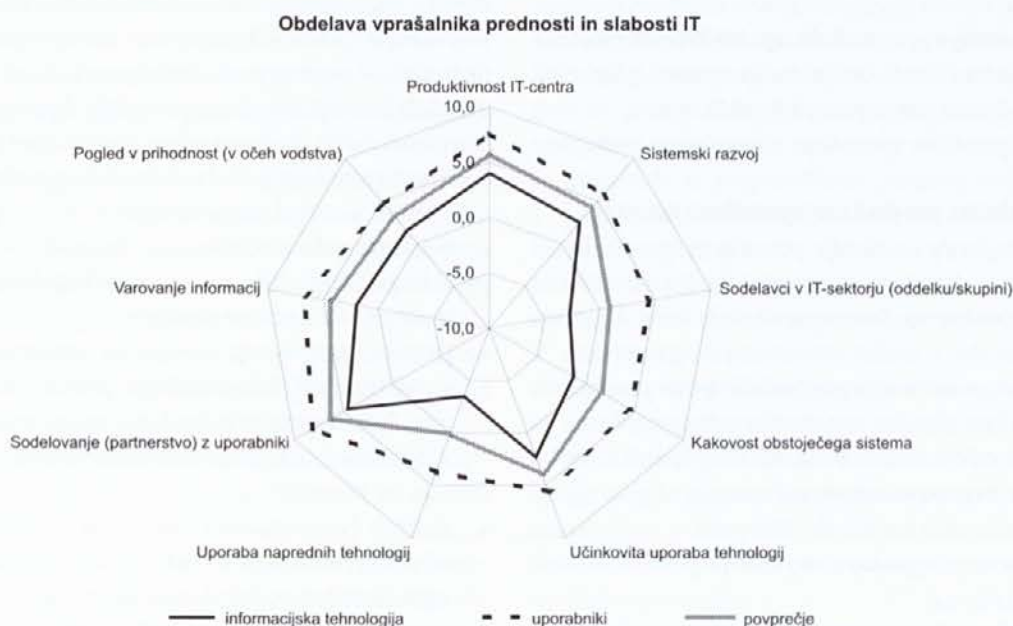 Obdelava vprašalnika prednosti in slabosti IT
Produktivnost IT-centra
10,0
Pogled v prihodnost (v očeh vodstva)
Sistemski razvoj
5,0
0,0
Varovanje informacij
Sodelavci v IT-sektorju (oddelku/skupini)
-5,0
-10,0
Sodelovanje (partnerstvo) z uporabniki
Kakovost obstoječega sistema
Uporaba naprednih tehnologij
Učinkovita uporaba tehnologij
informacijska tehnologija
uporabniki
povprečje